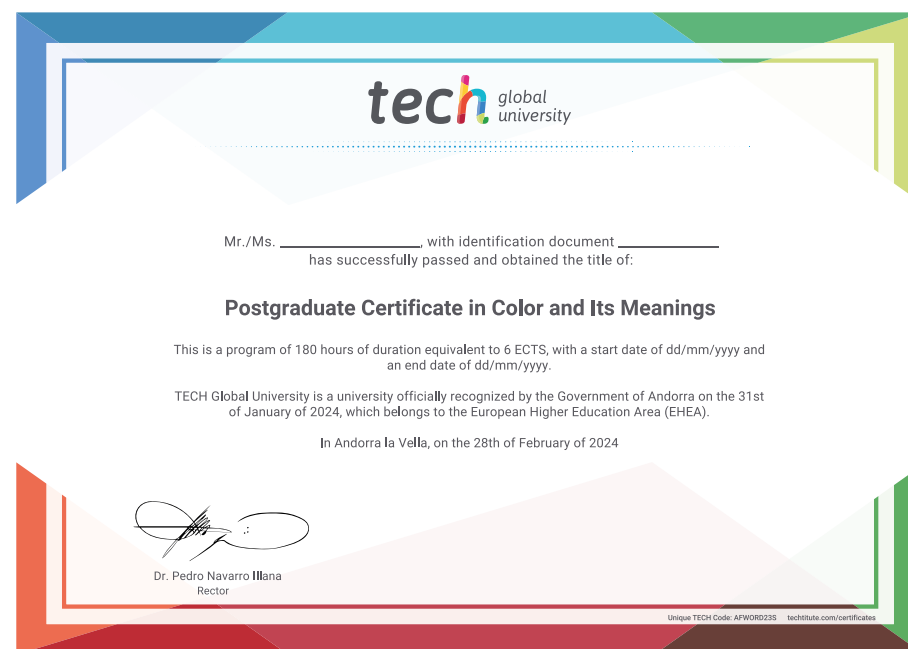 tech global university
Mr./Ms. ____________________, with identification document ______________
has successfully passed and obtained the title of:
Postgraduate Certificate in Color and Its Meanings
This is a program of 180 hours of duration equivalent to 6 ECTS, with a start date of dd/mm/yyyy and
an end date of dd/mm/yyyy.
TECH Global University is a university officially recognized by the Government of Andorra on the 31st
of January of 2024, which belongs to the European Higher Education Area (EHEA).
In Andorra la Vella, on the 28th of February of 2024
Dr. Pedro Navarro Illana
Rector
Unique TECH Code: AFWORD23S techtitute.com/certificates